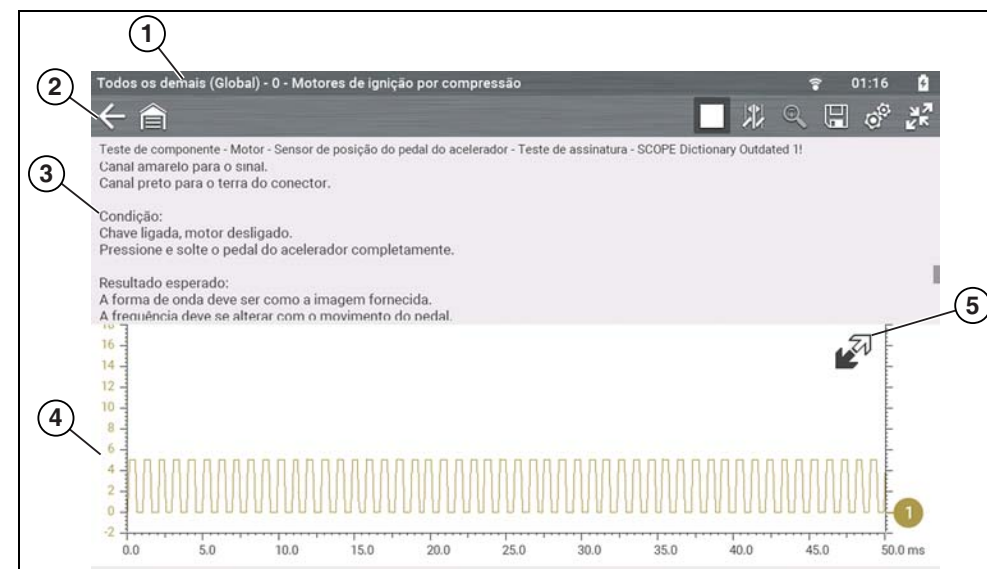 1
Todos os demais (Global) - 0 - Motores de ignição por compressão 01:16
2
Teste de componente - Motor - Sensor de posição do pedal do acelerador - Teste de assinatura - SCOPE Dictionary Outdated 1!
Canal amarelo para o sinal.
3
Canal preto para o terra do conector.
Condição:
Chave ligada, motor desligado.
Pressione e solte o pedal do acelerador completamente.
Resultado esperado:
A forma de onda deve ser como a imagem fornecida.
5
A frequência deve se alterar com o movimento do pedal.
18
16
14
12
10
4
8
6
4
2
0
1
-2
0.0 5.0 10.0 15.0 20.0 25.0 30.0 35.0 40.0 45.0 50.0 ms